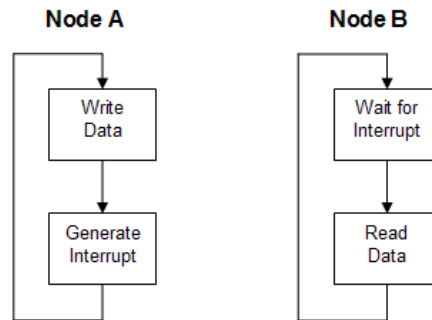 Node A
Write
Data
Generate
Interrupt
Node B
Wait for
Interrupt
Read
Data